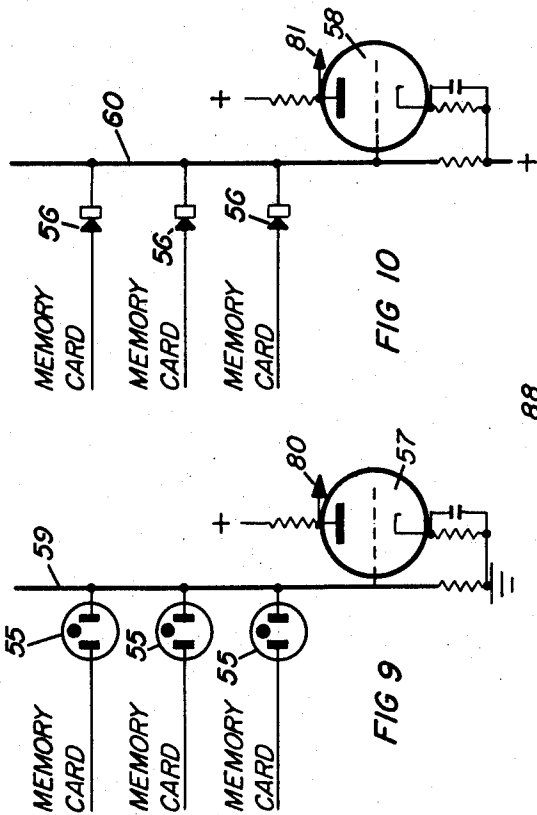 55
59
MEMORY
CARD
55
MEMORY
CARD
55
MEMORY
CARD
+
80
57
FIG 9
60
MEMORY
CARD
56
MEMORY
CARD
56
MEMORY
CARD
56
+
81
58
+
FIG 10
88